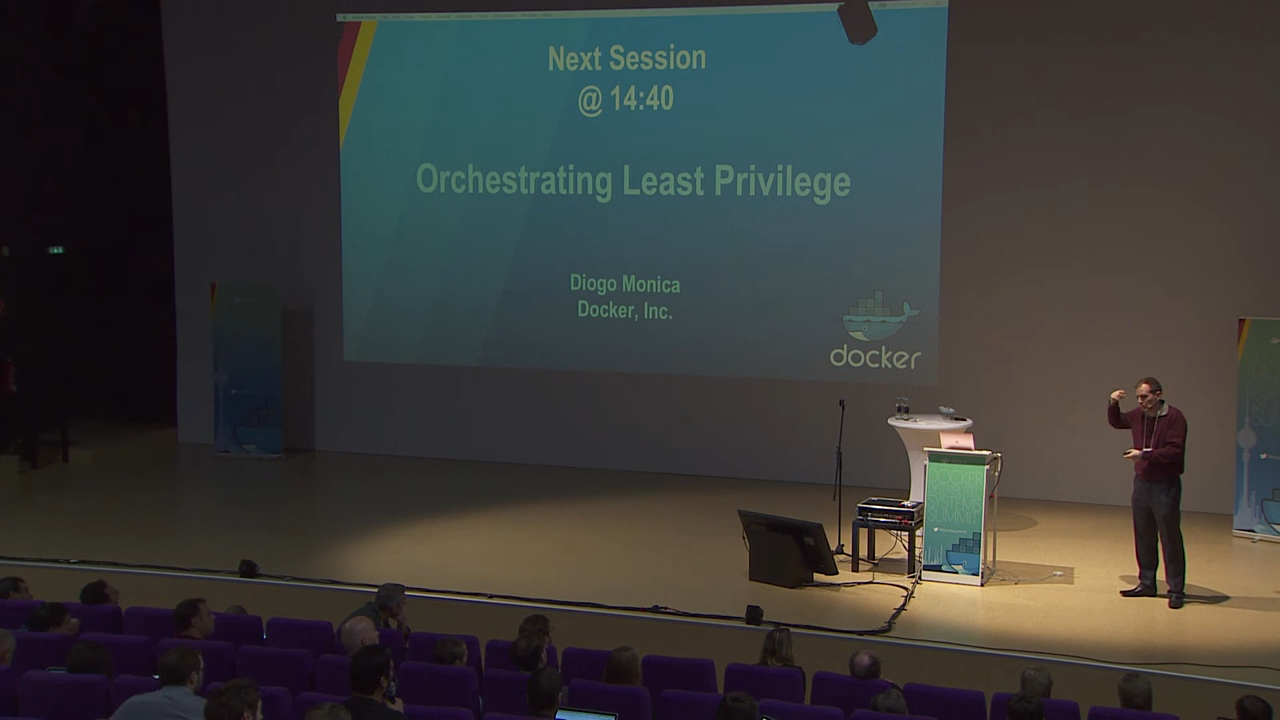 Next Session
@ 14:40
Orchestrating Least Privilege
Diogo Monica
Docker, Inc.
docker